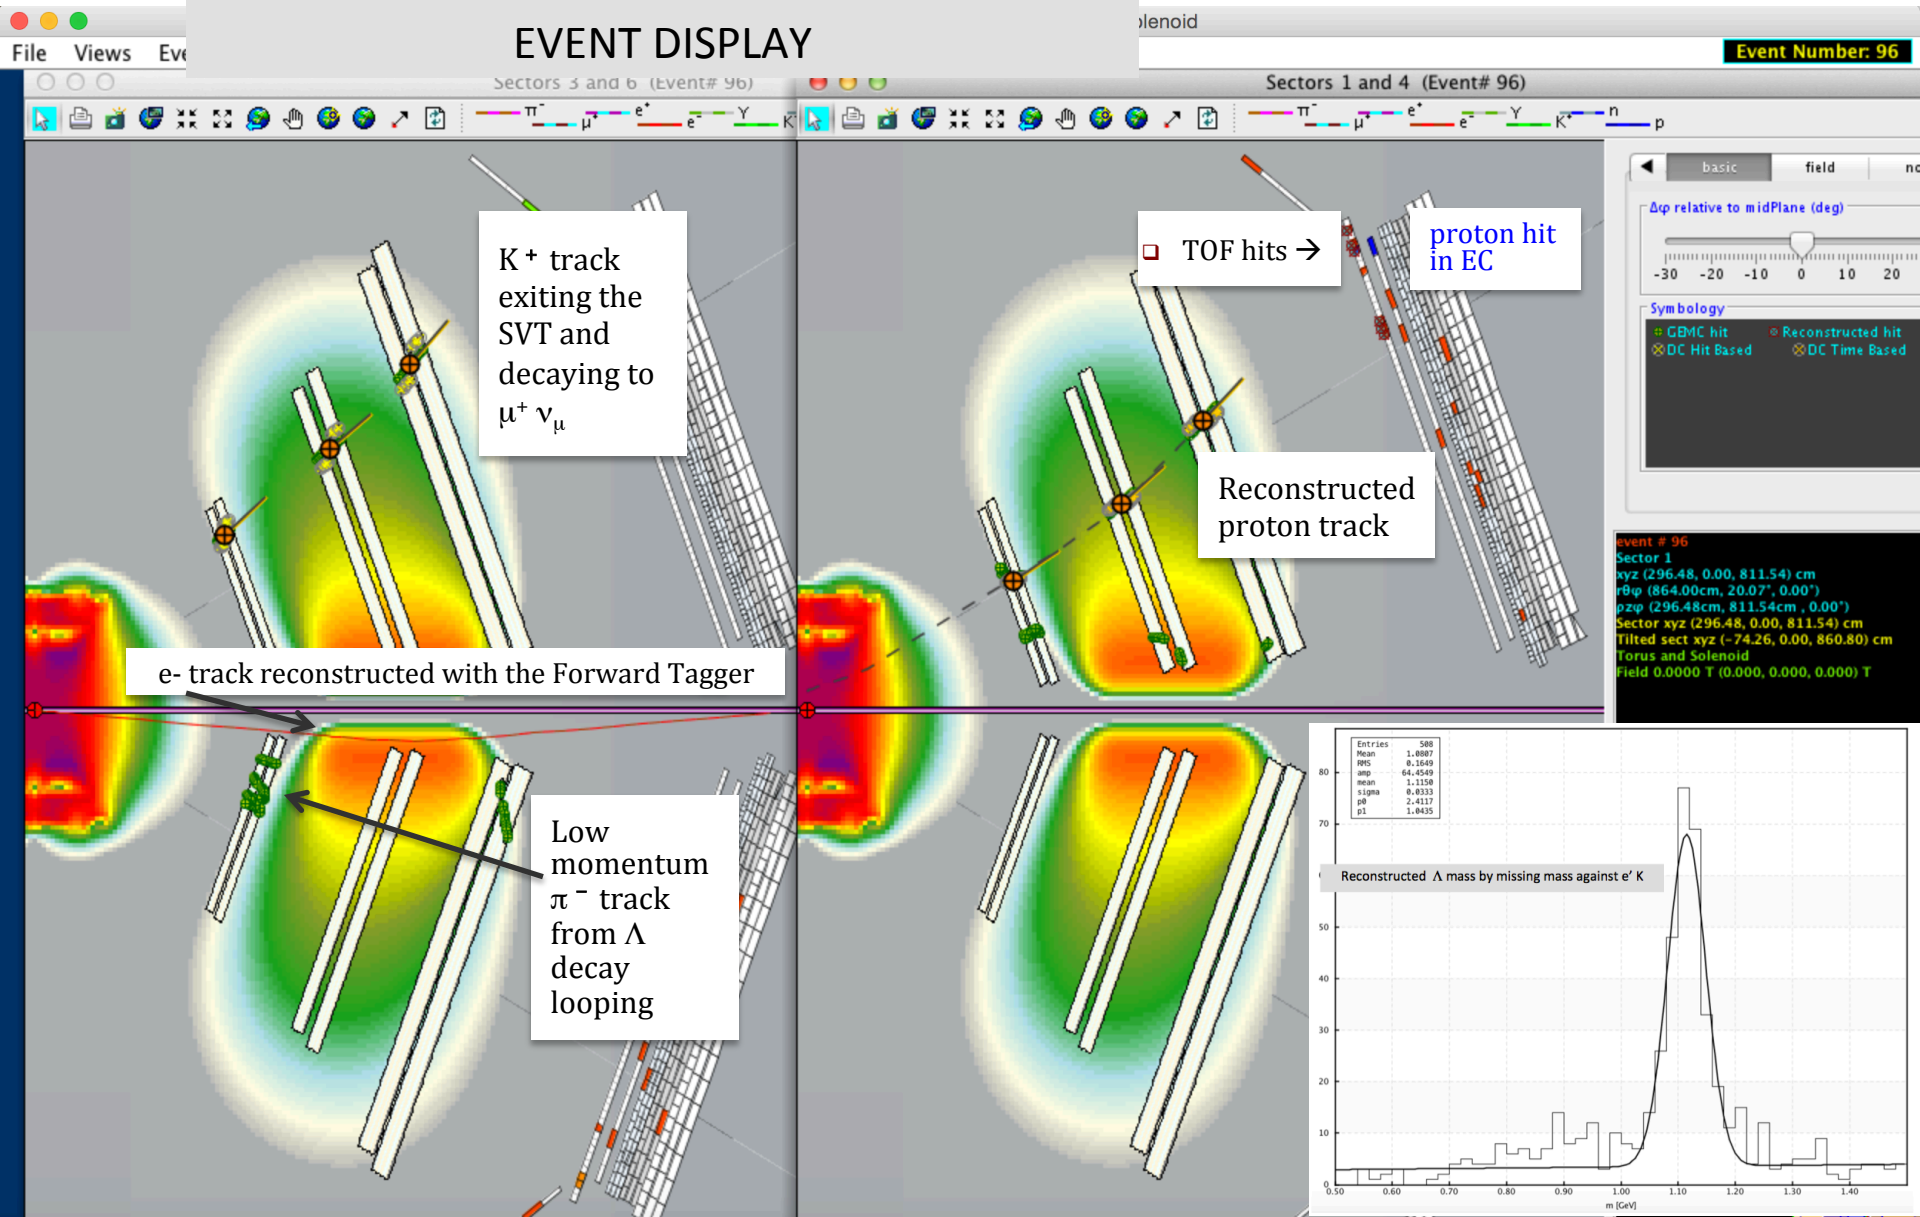 EVENT DISPLAY
olenoid
File Views Eve
Event Number: 96
Sectors 3 and 6 (Event# 96)
Sectors 1 and 4 (Event# 96)
π⁻ μ⁺ e⁺ e⁻ γ K
π⁻ μ⁺ e⁺ e⁻ γ K⁺ n p
basic field no
Δφ relative to midPlane (deg)
-30 -20 -10 0 10 20
Symbology
GEMC hit Reconstructed hit
DC Hit Based DC Time Based
K⁺ track
exiting the
SVT and
decaying to
μ⁺ νμ
TOF hits →
proton hit
in EC
Reconstructed
proton track
event # 96
Sector 1
xyz (296.48, 0.00, 811.54) cm
rθφ (864.00cm, 20.07°, 0.00°)
ρzφ (296.48cm, 811.54cm , 0.00°)
Sector xyz (296.48, 0.00, 811.54) cm
Tilted sect xyz (-74.26, 0.00, 860.80) cm
Torus and Solenoid
Field 0.0000 T (0.000, 0.000, 0.000) T
e- track reconstructed with the Forward Tagger
Low
momentum
π⁻ track
from Λ
decay
looping
Entries 508
Mean 1.0807
RMS 0.1649
amp 64.4549
mean 1.1150
sigma 0.0333
p0 2.4117
p1 1.0435
Reconstructed Λ mass by missing mass against e' K
80
70
50
40
30
20
10
0
0.50 0.60 0.70 0.80 0.90 1.00 1.10 1.20 1.30 1.40
m [GeV]